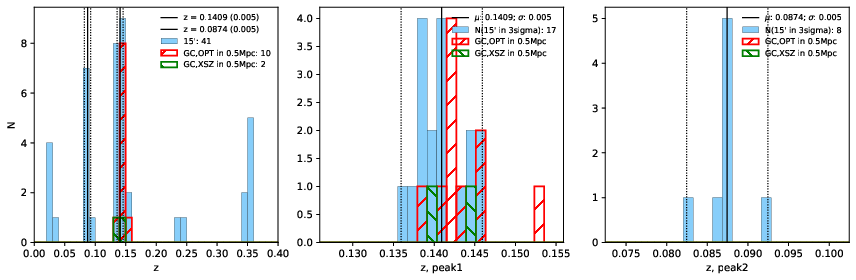 z = 0.1409 (0.005)
z = 0.0874 (0.005)
15': 41
GC,OPT in 0.5Mpc: 10
GC,XSZ in 0.5Mpc: 2
N
8
6
4
2
0
0.00 0.05 0.10 0.15 0.20 0.25 0.30 0.35 0.40
z
μ: 0.1409; σ: 0.005
N(15' in 3sigma): 17
GC,OPT in 0.5Mpc
GC,XSZ in 0.5Mpc
4.0
3.5
3.0
2.5
2.0
1.5
1.0
0.5
0.0
0.130 0.135 0.140 0.145 0.150 0.155
z, peak1
μ: 0.0874; σ: 0.005
N(15' in 3sigma): 8
GC,OPT in 0.5Mpc
GC,XSZ in 0.5Mpc
5
4
3
2
1
0
0.075 0.080 0.085 0.090 0.095 0.100
z, peak2